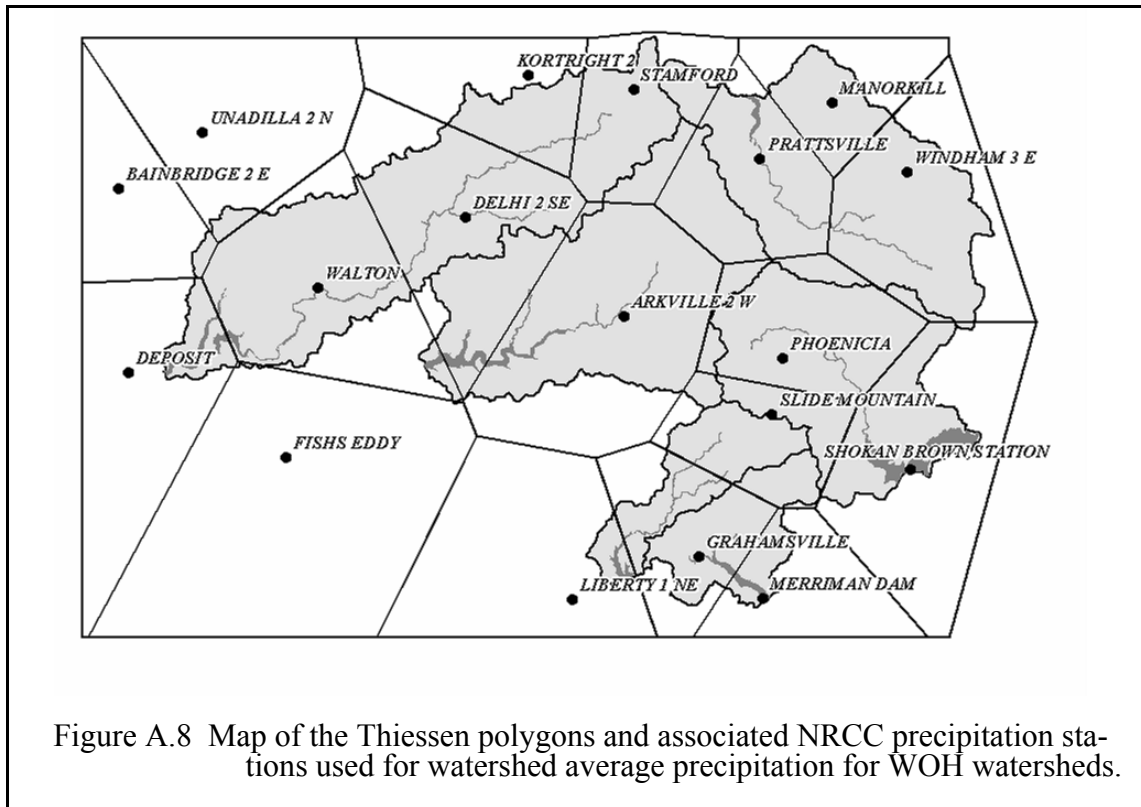 KORTRIGHT 2
STAMFORD
MANORKILL
UNADILLA 2 N
PRATTSVILLE
WINDHAM 3 E
BAINBRIDGE 2 E
DELHI 2 SE
WALTON
ARKVILLE 2 W
DEPOSIT
PHOENICIA
SLIDE MOUNTAIN
FISHS EDDY
SHOKAN BROWN STATION
GRAHAMSVILLE
LIBERTY 1 NE
MERRIMAN DAM
Figure A.8 Map of the Thiessen polygons and associated NRCC precipitation sta-
tions used for watershed average precipitation for WOH watersheds.